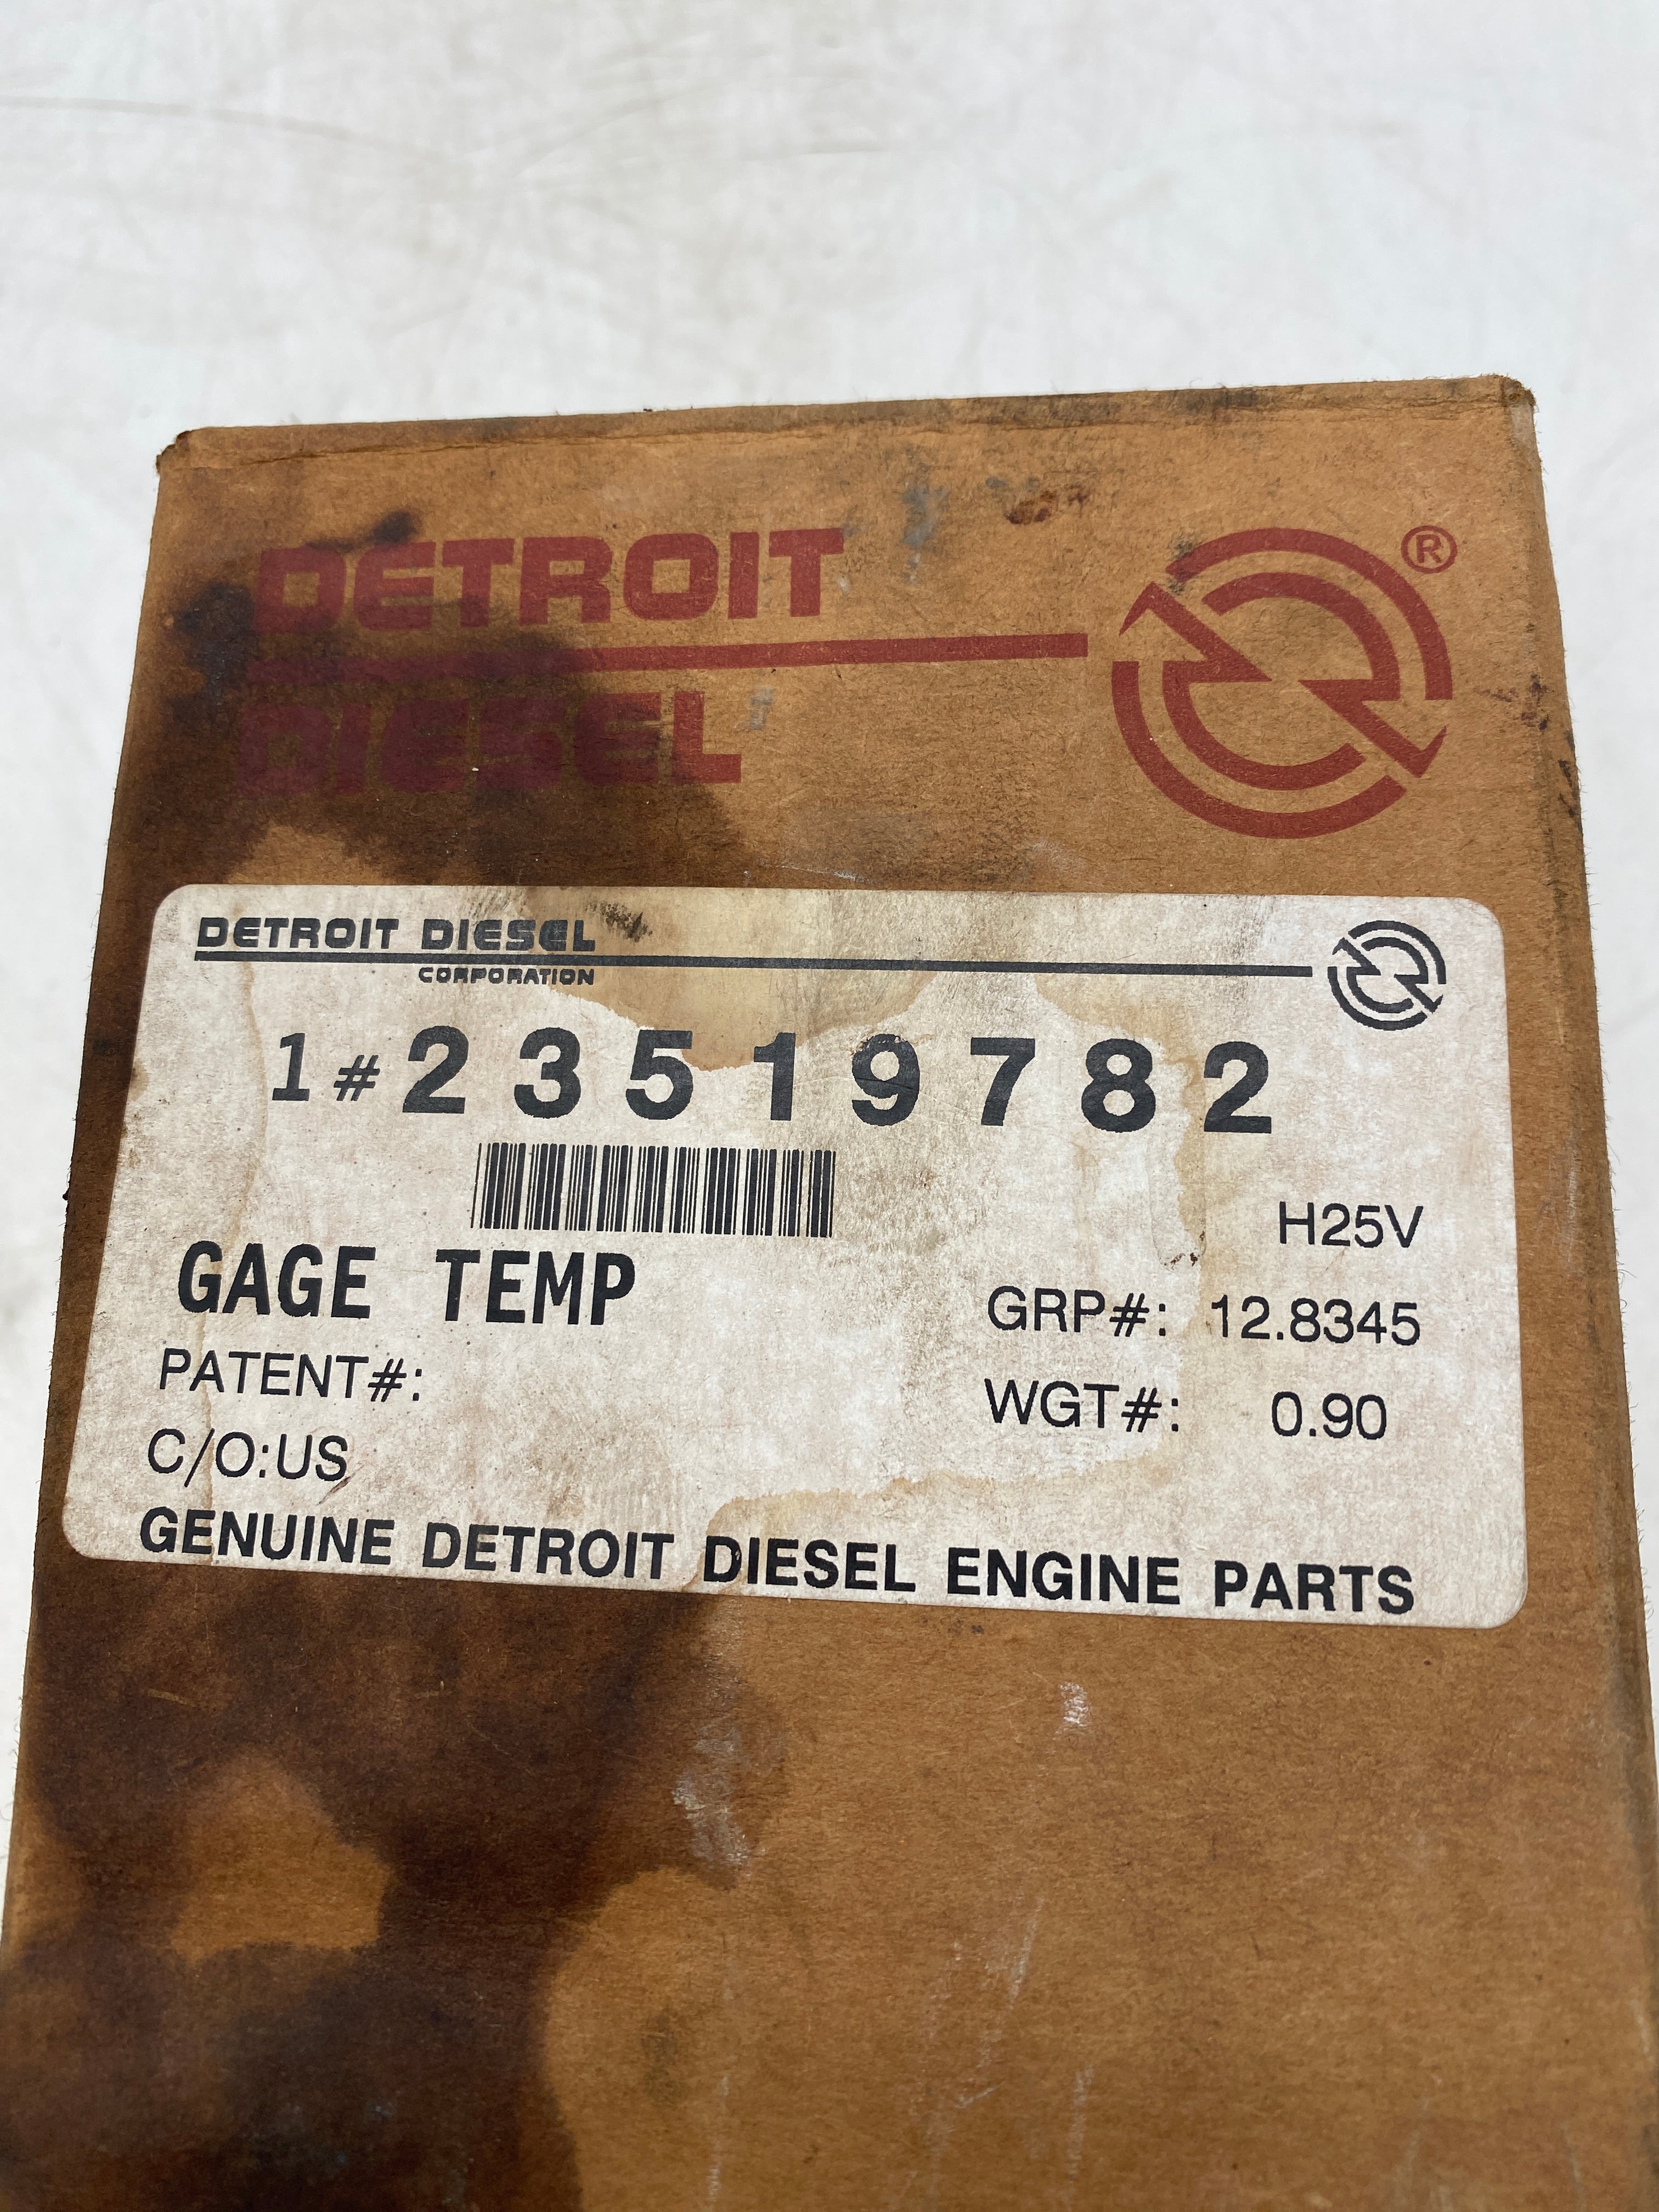 DETROIT
DIESEL
®
DETROIT DIESEL
CORPORATION
1#23519782
H25V
GAGE TEMP
GRP#: 12.8345
PATENT#:
WGT#: 0.90
C/O:US
GENUINE DETROIT DIESEL ENGINE PARTS